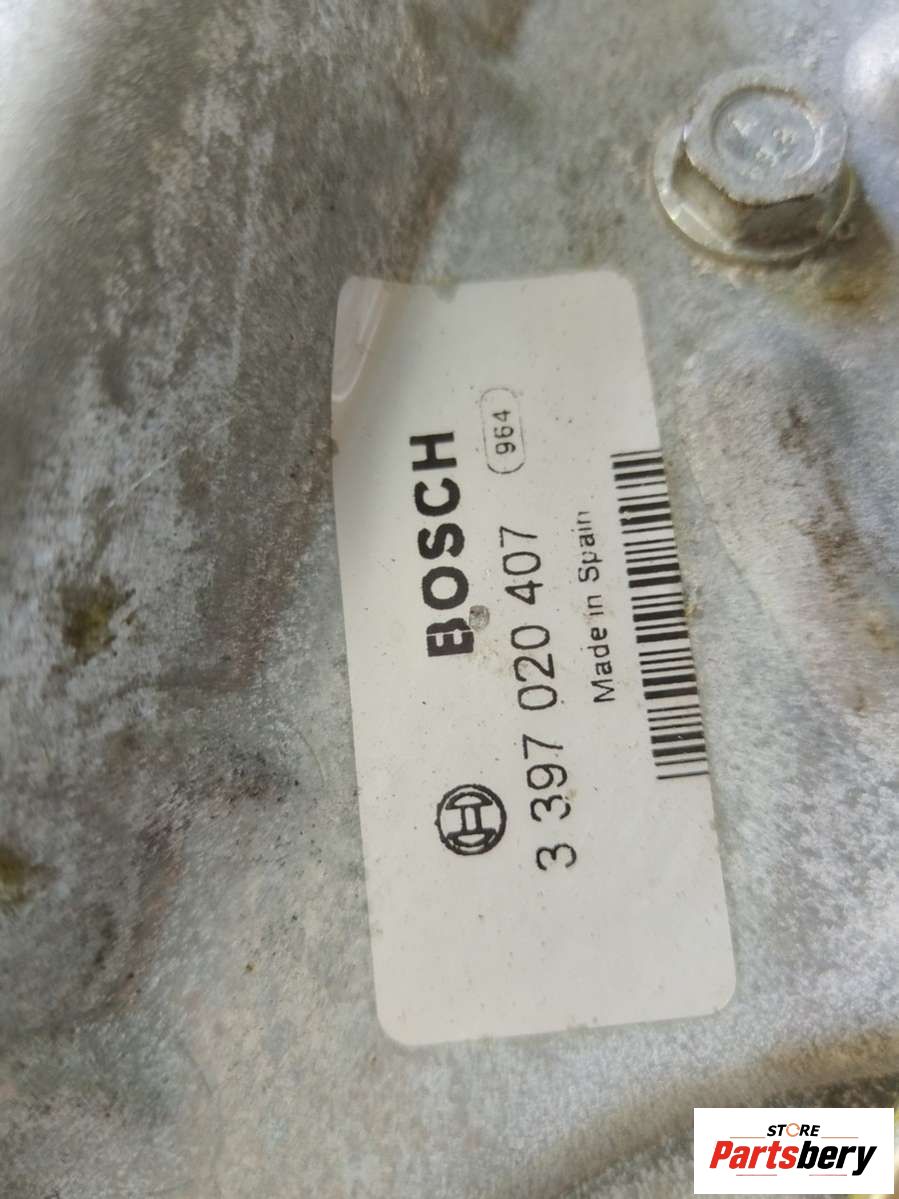 BOSCH
964
3 397 020 407
Made in Spain
STORE
Partsbery